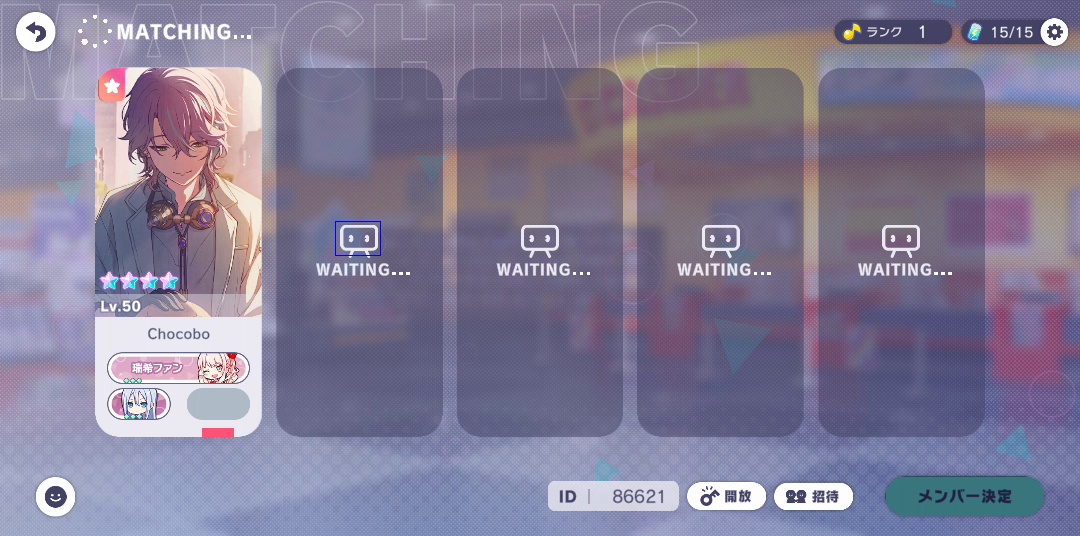 MATCHING
MATCHING...
ランク 1
15/15
Lv.50
Chocobo
瑞希ファン
WAITING...
WAITING...
WAITING...
WAITING...
ID 86621
開放
招待
メンバー決定